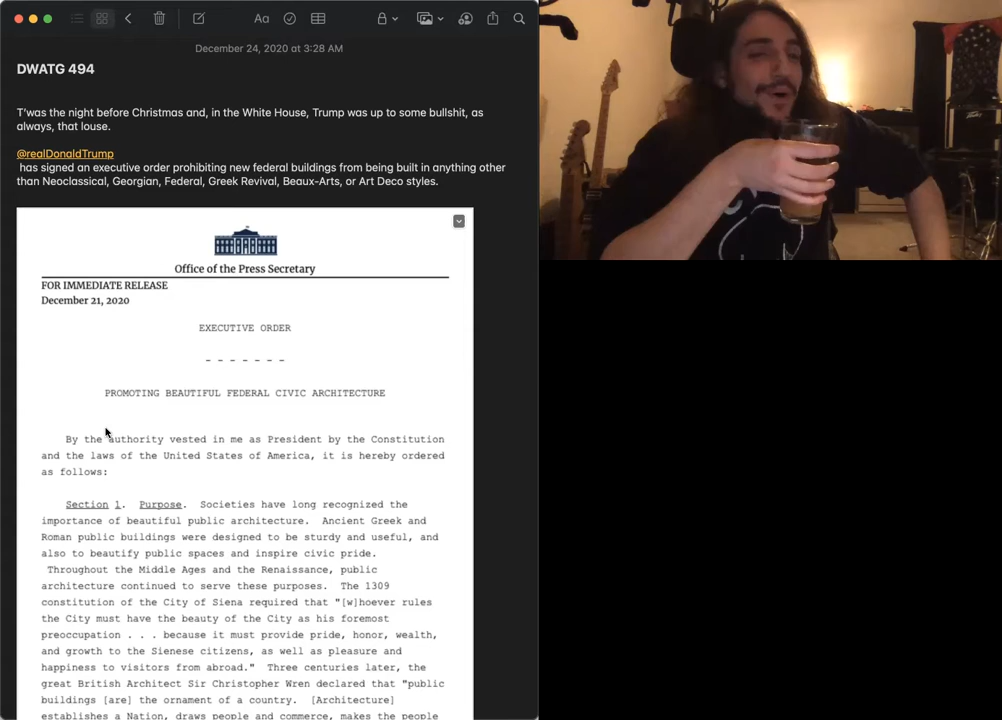 Aa
December 24, 2020 at 3:28 AM
DWATG 494
T'was the night before Christmas and, in the White House, Trump was up to some bullshit, as
always, that louse.
@realDonaldTrump
has signed an executive order prohibiting new federal buildings from being built in anything other
than Neoclassical, Georgian, Federal, Greek Revival, Beaux-Arts, or Art Deco styles.
Office of the Press Secretary
FOR IMMEDIATE RELEASE
December 21, 2020
EXECUTIVE ORDER
- - - - - - -
PROMOTING BEAUTIFUL FEDERAL CIVIC ARCHITECTURE
By the authority vested in me as President by the Constitution
and the laws of the United States of America, it is hereby ordered
as follows:
Section 1. Purpose. Societies have long recognized the
importance of beautiful public architecture. Ancient Greek and
Roman public buildings were designed to be sturdy and useful, and
also to beautify public spaces and inspire civic pride.
Throughout the Middle Ages and the Renaissance, public
architecture continued to serve these purposes. The 1309
constitution of the City of Siena required that "[w]hoever rules
the City must have the beauty of the City as his foremost
preoccupation . . . because it must provide pride, honor, wealth,
and growth to the Sienese citizens, as well as pleasure and
happiness to visitors from abroad." Three centuries later, the
great British Architect Sir Christopher Wren declared that "public
buildings [are] the ornament of a country. [Architecture]
establishes a Nation, draws people and commerce, makes the people